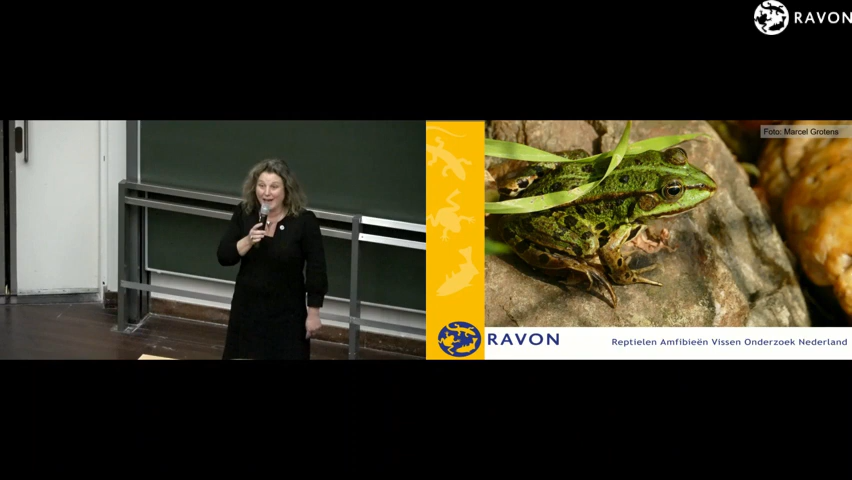 RAVON
Foto: Marcel Grotens
RAVON
Reptielen Amfibieën Vissen Onderzoek Nederland